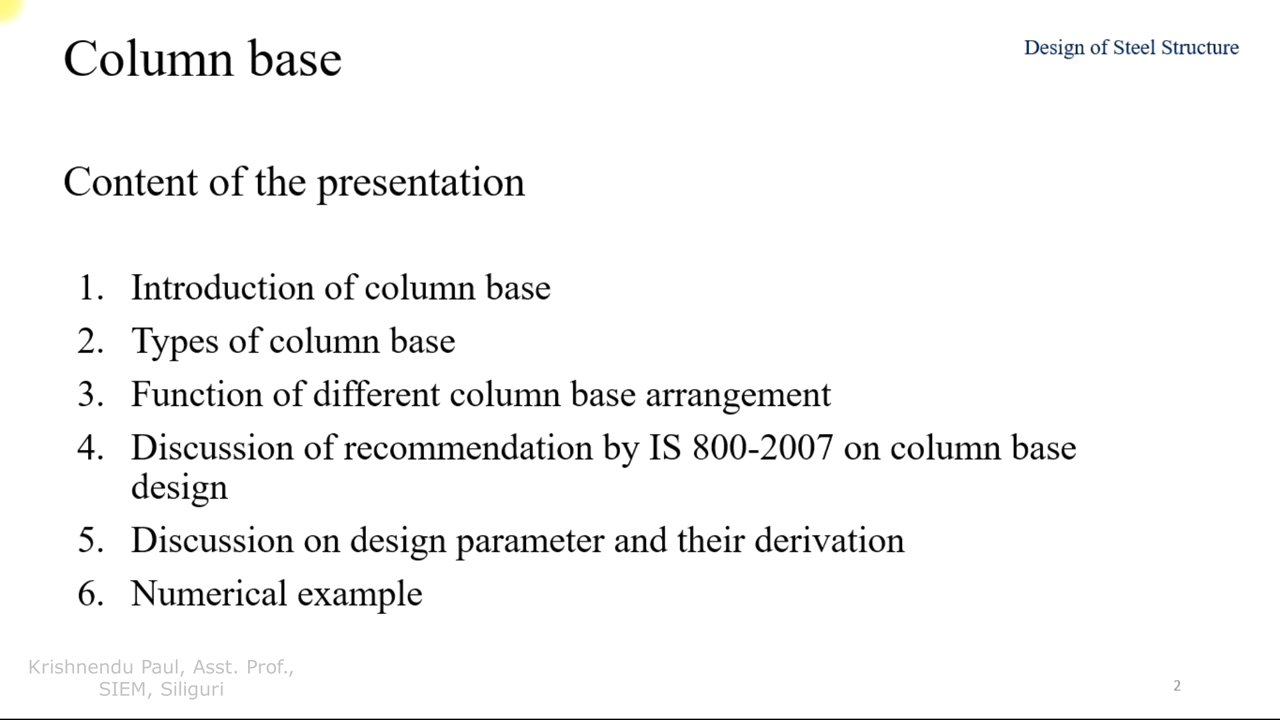 Column base
Design of Steel Structure
Content of the presentation
1. Introduction of column base
2. Types of column base
3. Function of different column base arrangement
4. Discussion of recommendation by IS 800-2007 on column base
design
5. Discussion on design parameter and their derivation
6. Numerical example
Krishnendu Paul, Asst. Prof.,
SIEM, Siliguri
2